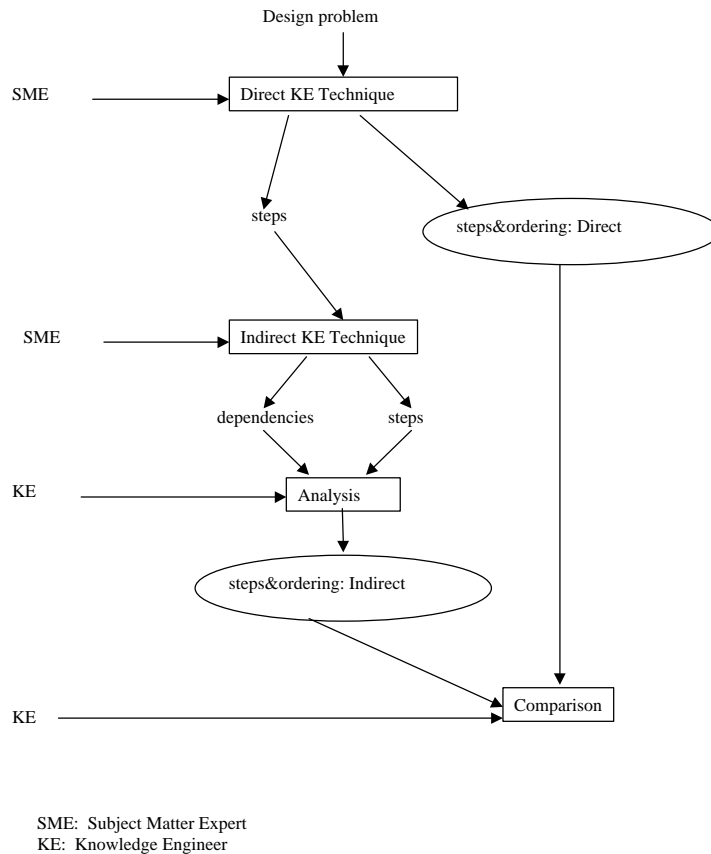 Design problem
SME
Direct KE Technique
steps
steps&ordering: Direct
SME
Indirect KE Technique
dependencies
steps
KE
Analysis
steps&ordering: Indirect
KE
Comparison
SME: Subject Matter Expert
KE: Knowledge Engineer